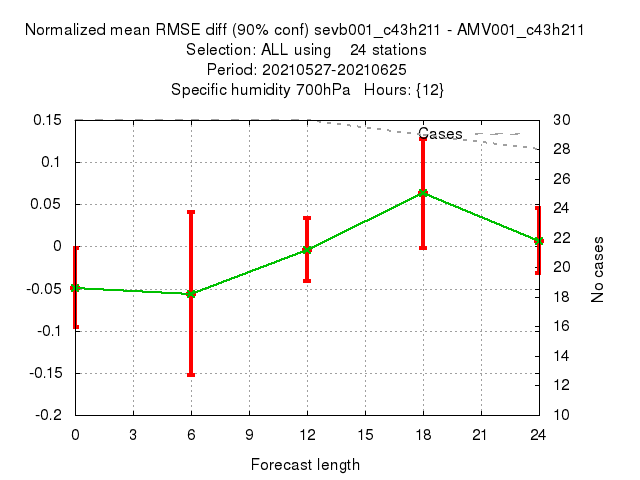 Normalized mean RMSE diff (90% conf) sevb001_c43h211 - AMV001_c43h211
Selection: ALL using    24 stations
Period: 20210527-20210625
Specific humidity 700hPa   Hours: {12}
Cases
0.15
0.1
0.05
0
-0.05
-0.1
-0.15
-0.2
30
28
26
24
22
20
18
16
14
12
10
No cases
0 3 6 9 12 15 18 21 24
Forecast length